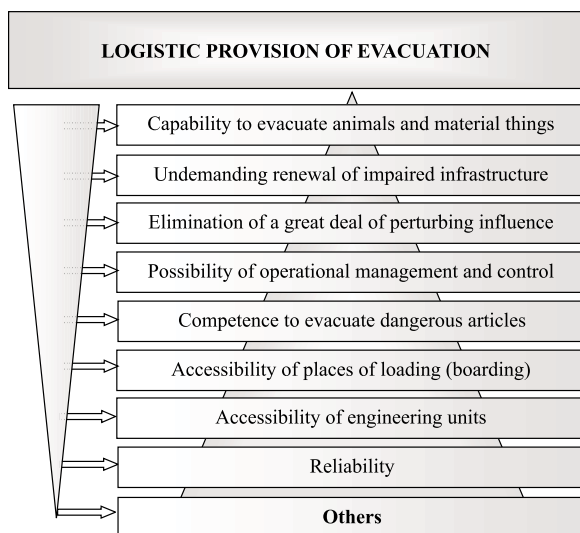 LOGISTIC PROVISION OF EVACUATION
Capability to evacuate animals and material things
Undemanding renewal of impaired infrastructure
Elimination of a great deal of perturbing influence
Possibility of operational management and control
Competence to evacuate dangerous articles
Accessibility of places of loading (boarding)
Accessibility of engineering units
Reliability
Others